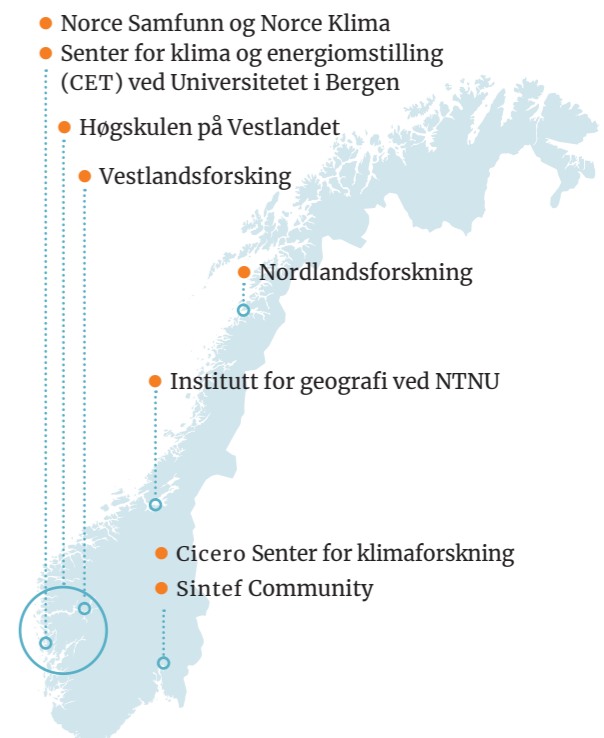 Norce Samfunn og Norce Klima
Senter for klima og energiomstilling
(CET) ved Universitetet i Bergen
Høgskulen på Vestlandet
Vestlandsforsking
Nordlandsforskning
Institutt for geografi ved NTNU
Cicero Senter for klimaforskning
Sintef Community